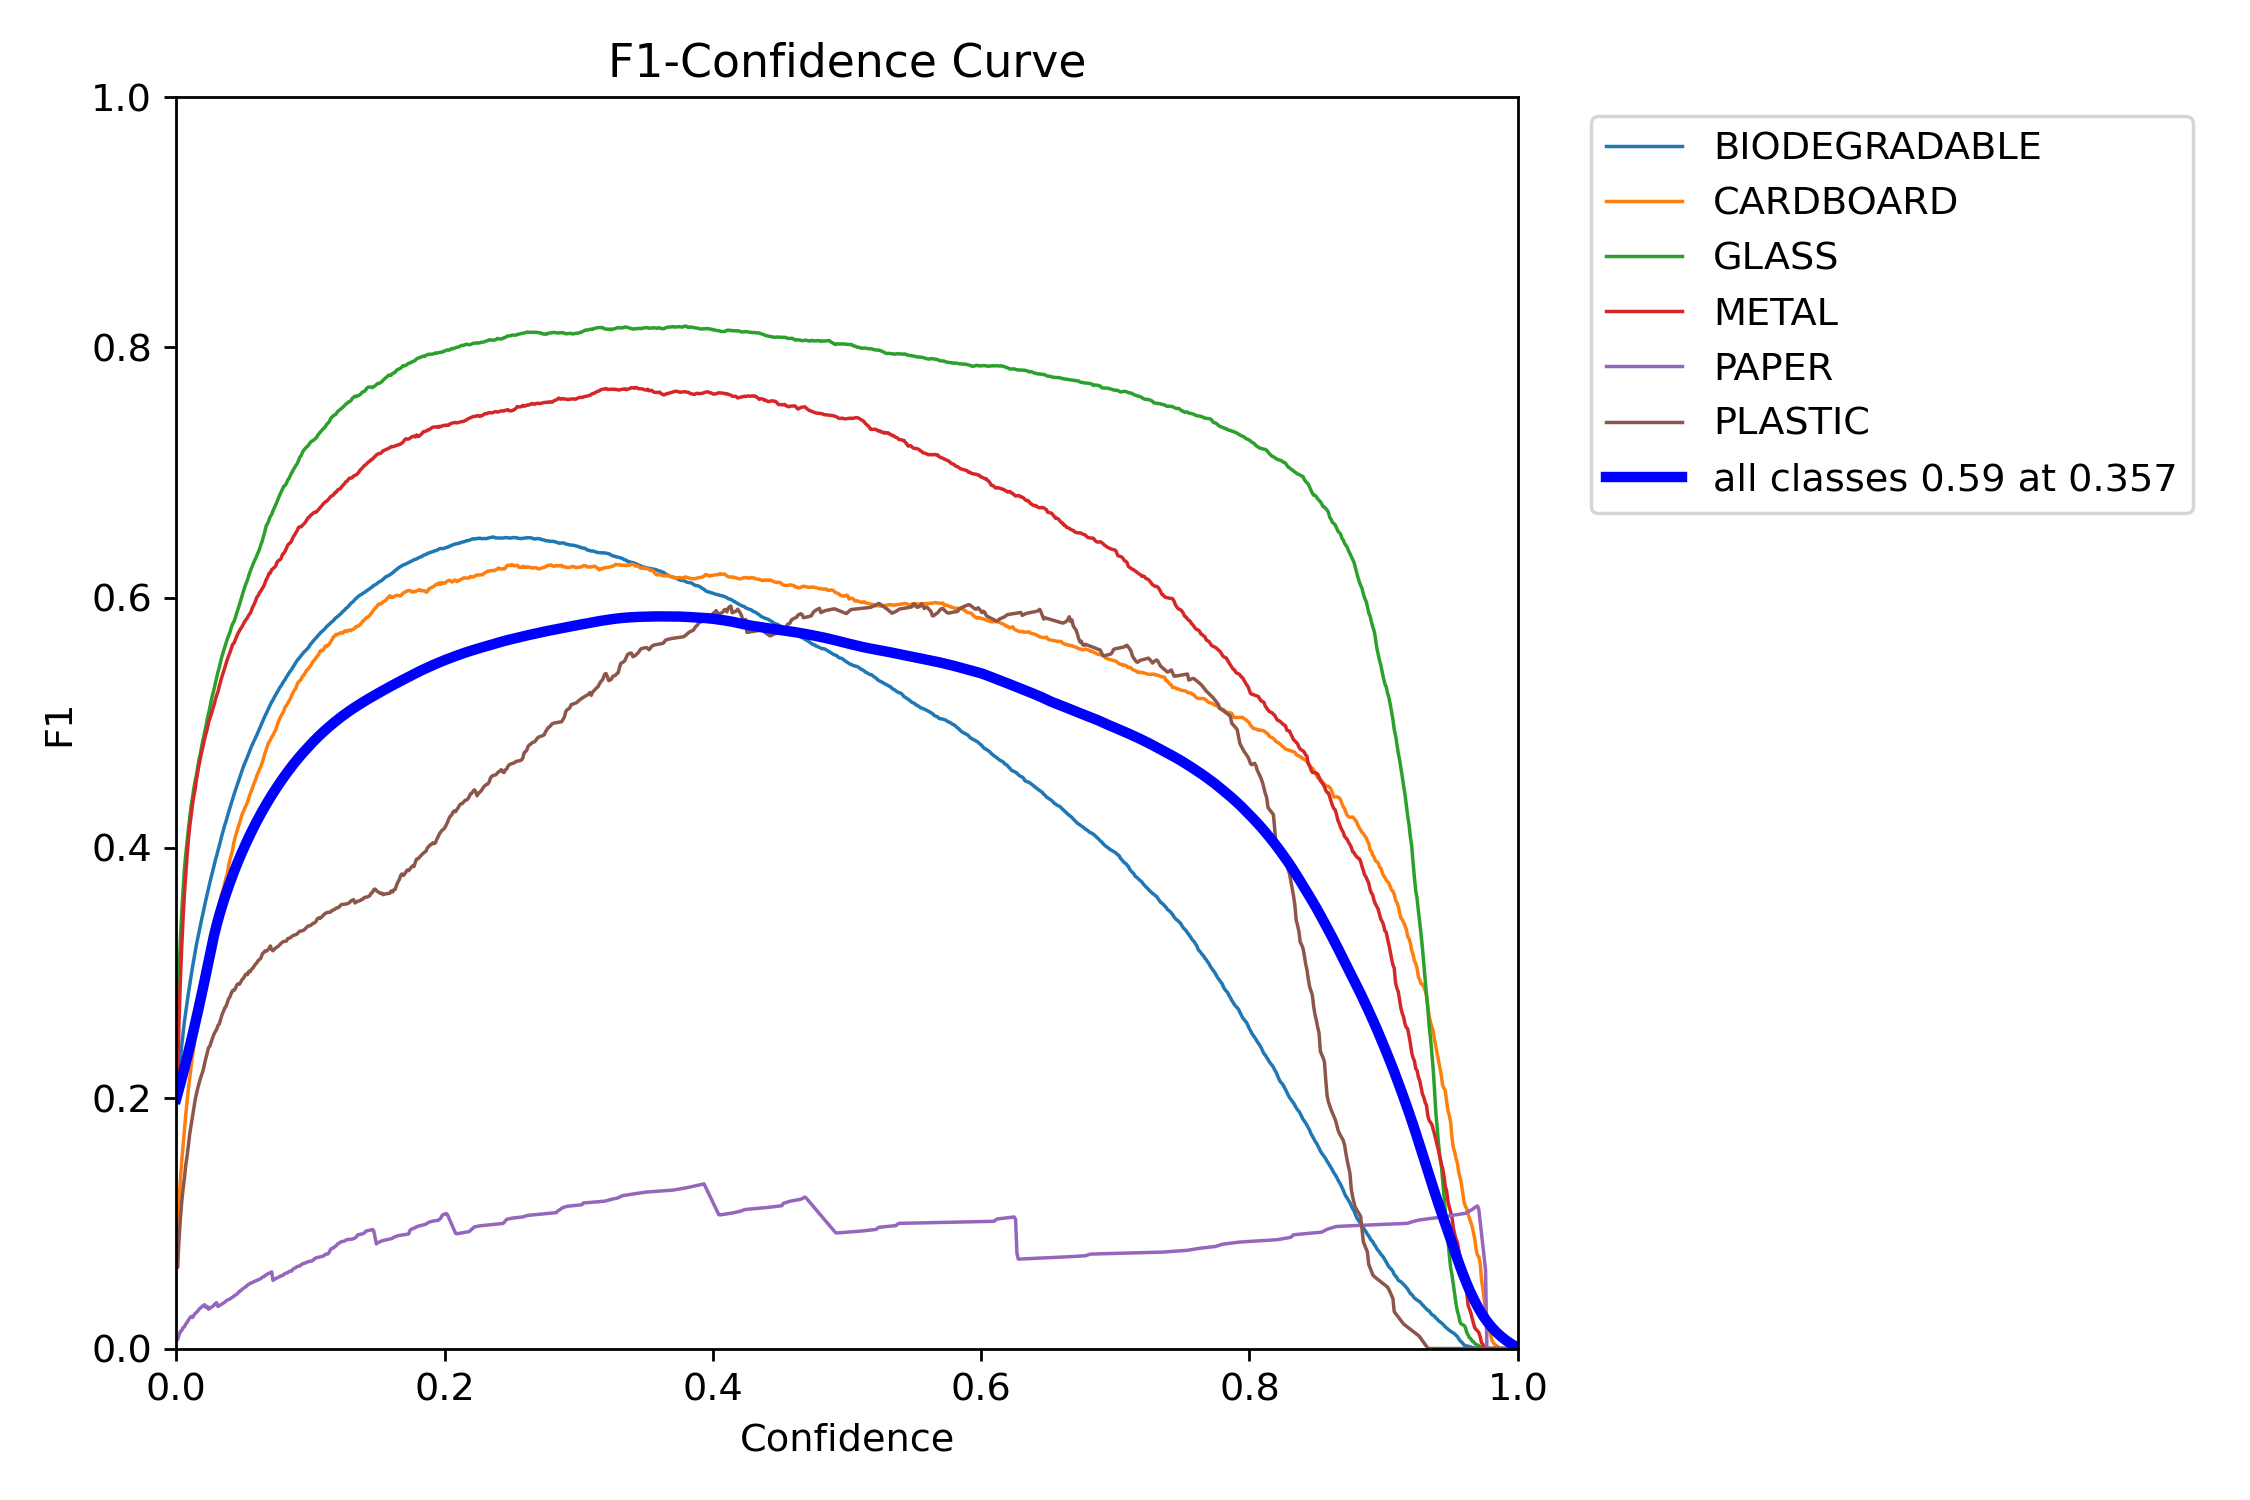 F1-Confidence Curve
1.0
0.8
0.6
0.4
0.2
0.0
F1
0.0 0.2 0.4 0.6 0.8 1.0
Confidence
BIODEGRADABLE
CARDBOARD
GLASS
METAL
PAPER
PLASTIC
all classes 0.59 at 0.357